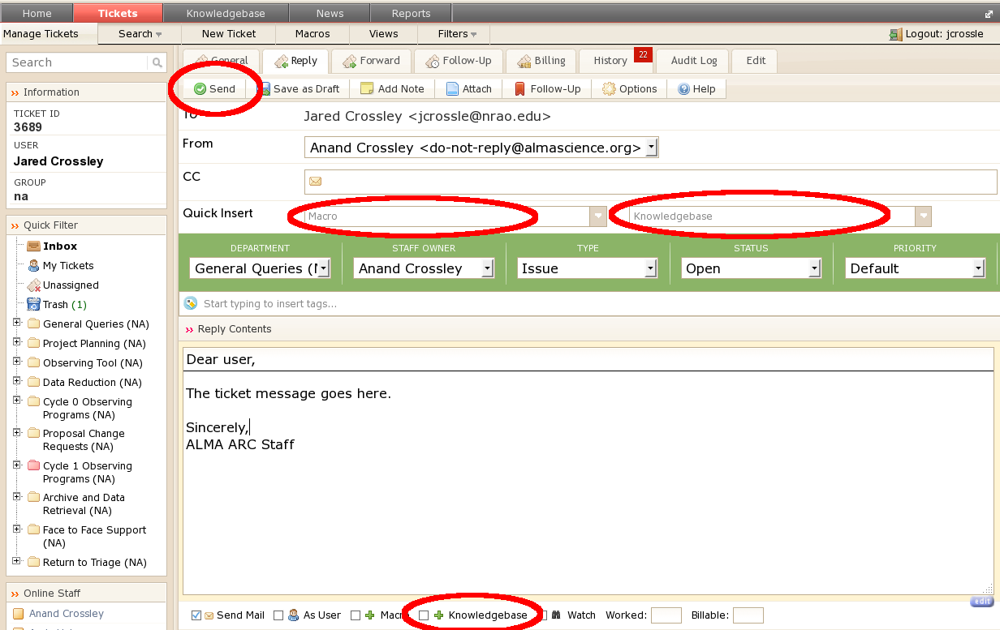 Home Tickets Knowledgebase News Reports
Manage Tickets Search New Ticket Macros Views Filters Logout: jcrossle
Search
General Reply Forward Follow-Up Billing History 22 Audit Log Edit
Send Save as Draft Add Note Attach Follow-Up Options Help
Information
TICKET ID
3689
USER
Jared Crossley
GROUP
na
Quick Filter
Inbox
My Tickets
Unassigned
Trash (1)
General Queries (NA)
Project Planning (NA)
Observing Tool (NA)
Data Reduction (NA)
Cycle 0 Observing
Programs (NA)
Proposal Change
Requests (NA)
Cycle 1 Observing
Programs (NA)
Archive and Data
Retrieval (NA)
Face to Face Support
(NA)
Return to Triage (NA)
Online Staff
Anand Crossley
To Jared Crossley <jcrossle@nrao.edu>
From Anand Crossley <do-not-reply@almascience.org>
CC
Quick Insert Macro Knowledgebase
DEPARTMENT STAFF OWNER TYPE STATUS PRIORITY
General Queries (N Anand Crossley Issue Open Default
Start typing to insert tags...
Reply Contents
Dear user,
The ticket message goes here.
Sincerely,
ALMA ARC Staff
edit
Send Mail As User Mac Knowledgebase Watch Worked: Billable: